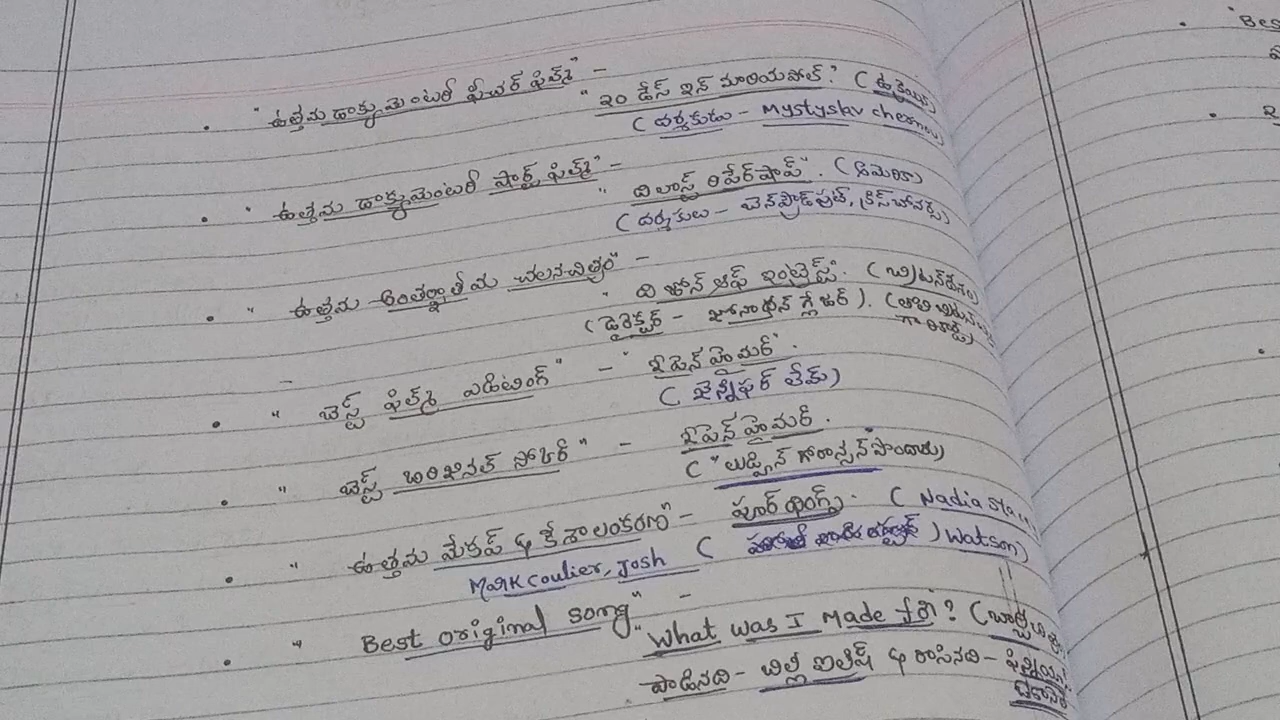 • " ఉత్తమ డాక్యుమెంటరీ ఫీచర్ ఫిల్మ్" –
" 20 డేస్ ఇన్ మారియపోల్." (ఉక్రెయిన్)
(దర్శకుడు – Mystyslav chernov)
• " ఉత్తమ డాక్యుమెంటరీ షార్ట్ ఫిల్మ్" –
" ది లాస్ట్ రిపేర్ షాప్". (అమెరికా)
(దర్శకులు – బెన్ ప్రౌడ్ ఫుట్, క్రిస్ బోవర్స్)
• " ఉత్తమ అంతర్జాతీయ చలనచిత్రం" –
" ది జోన్ ఆఫ్ ఇంట్రెస్ట్. (బ్రిటన్
(డైరెక్టర్ – జోనాథన్ గ్లేజర్). (తొలి
గా రికార్డు)
• " బెస్ట్ ఫిల్మ్ ఎడిటింగ్" – " ఓపెన్ హైమర్".
(జెన్నిఫర్ లేమ్)
• " బెస్ట్ ఒరిజినల్ స్కోర్" – ఓపెన్ హైమర్.
("లుడ్విన్ గోరాన్సన్ పొందారు)
• " ఉత్తమ మేకప్ & కేశాలంకరణ" – పూర్ థింగ్స్. (Nadia
Mark Coulier, Josh ( ) Watson)
• " Best original song" –
"What was I Made for? (బార్బీ
పాడినది – బిల్లీ ఐలిష్ & రాసినది –
• "Bes